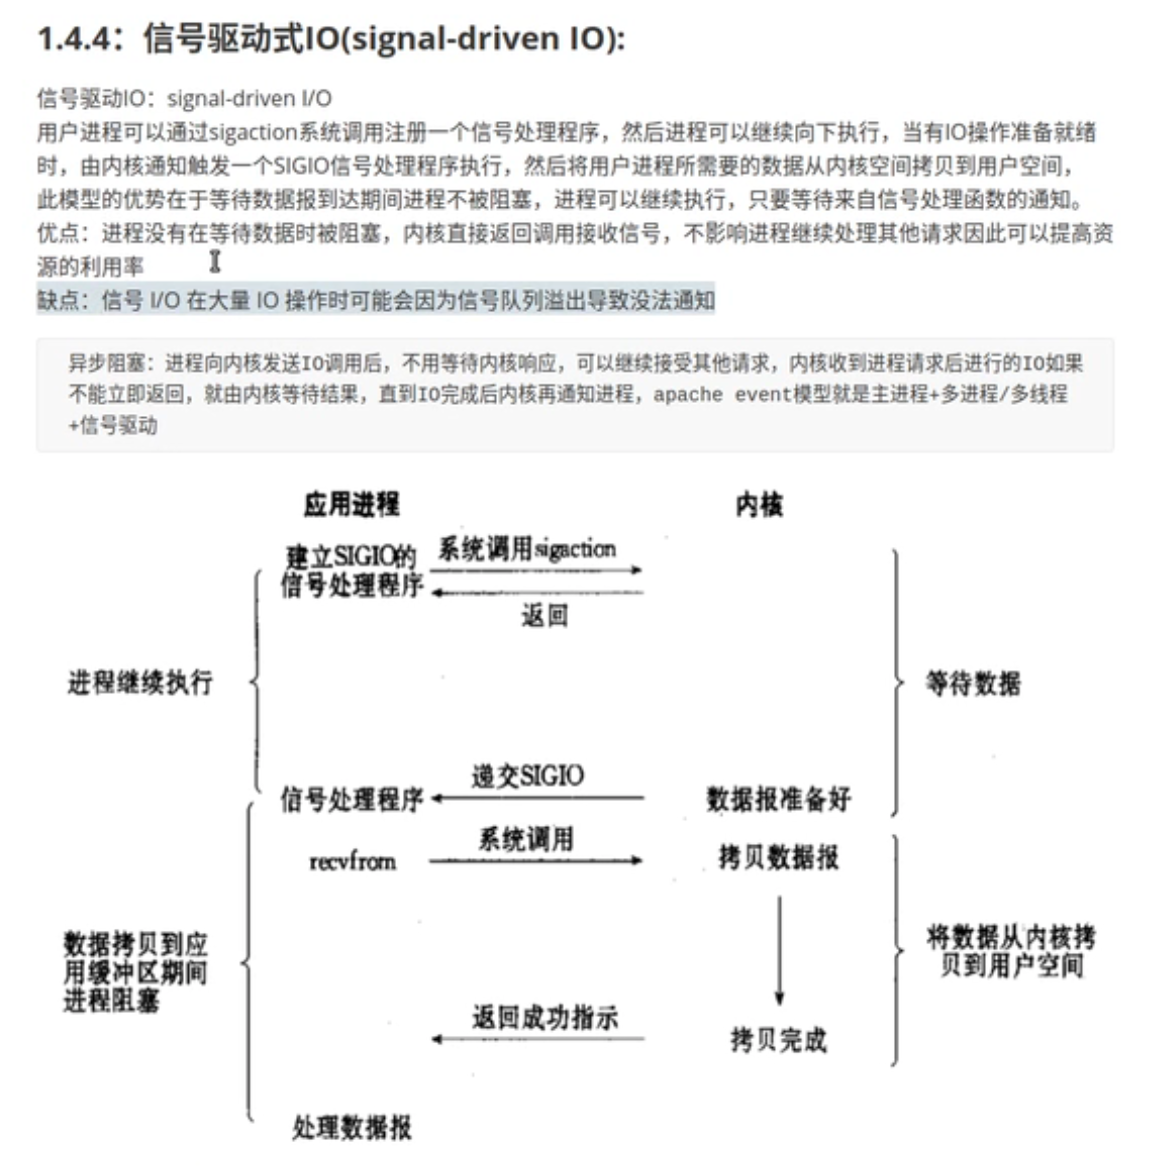 1.4.4：信号驱动式IO(signal-driven IO):
信号驱动IO：signal-driven I/O
用户进程可以通过sigaction系统调用注册一个信号处理程序，然后进程可以继续向下执行，当有IO操作准备就绪
时，由内核通知触发一个SIGIO信号处理程序执行，然后将用户进程所需要的数据从内核空间拷贝到用户空间，
此模型的优势在于等待数据报到达期间进程不被阻塞，进程可以继续执行，只要等待来自信号处理函数的通知。
优点：进程没有在等待数据时被阻塞，内核直接返回调用接收信号，不影响进程继续处理其他请求因此可以提高资
源的利用率
缺点：信号 I/O 在大量 IO 操作时可能会因为信号队列溢出导致没法通知
异步阻塞：进程向内核发送IO调用后，不用等待内核响应，可以继续接受其他请求，内核收到进程请求后进行的IO如果
不能立即返回，就由内核等待结果，直到IO完成后内核再通知进程，apache event模型就是主进程+多进程/多线程
+信号驱动
应用进程
内核
建立SIGIO的
信号处理程序
系统调用sigaction
返回
进程继续执行
等待数据
递交SIGIO
信号处理程序
数据报准备好
系统调用
recvfrom
拷贝数据报
数据拷贝到应
用缓冲区期间
进程阻塞
将数据从内核拷
贝到用户空间
返回成功指示
拷贝完成
处理数据报